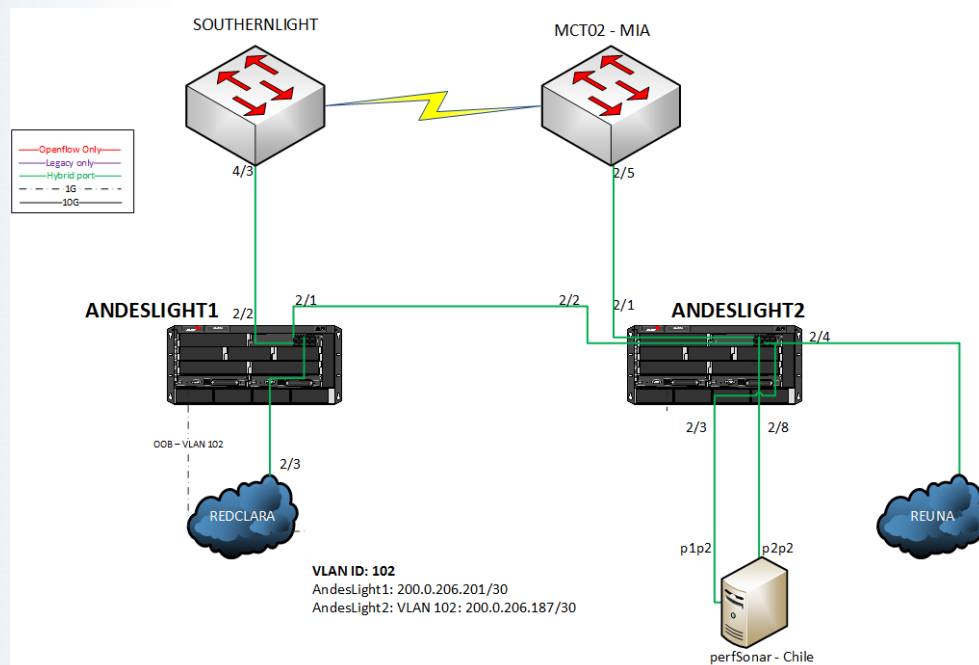 SOUTHERNLIGHT
MCT02 - MIA
Openflow Only
Legacy only
Hybrid port
1G
10G
4/3
2/5
ANDESLIGHT1
2/2
2/1
2/2
2/1
ANDESLIGHT2
2/4
OOB – VLAN 102
2/3
2/3
2/8
REDCLARA
REUNA
p1p2
p2p2
VLAN ID: 102
AndesLight1: 200.0.206.201/30
AndesLight2: VLAN 102: 200.0.206.187/30
perfSonar - Chile